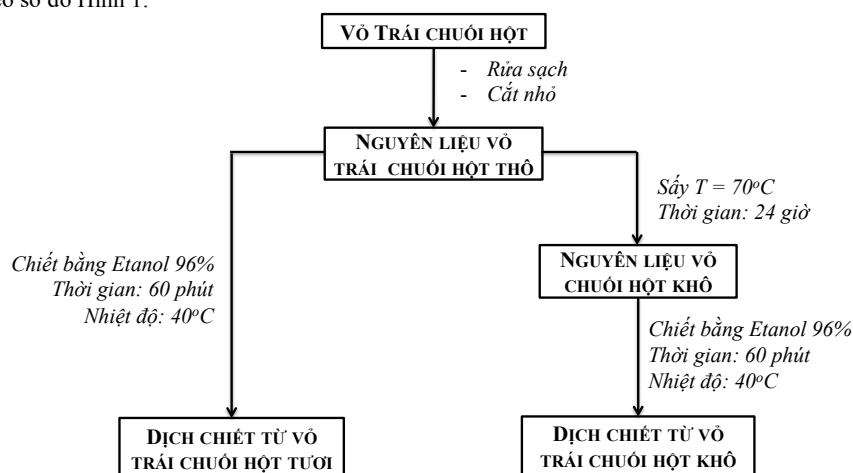 eo sơ đồ Hình 1.
VỎ TRÁI CHUỐI HỘT
- Rửa sạch
- Cắt nhỏ
NGUYÊN LIỆU VỎ
TRÁI CHUỐI HỘT THÔ
Sấy T = 70°C
Thời gian: 24 giờ
Chiết bằng Etanol 96%
Thời gian: 60 phút
Nhiệt độ: 40°C
NGUYÊN LIỆU VỎ
CHUỐI HỘT KHÔ
Chiết bằng Etanol 96%
Thời gian: 60 phút
Nhiệt độ: 40°C
DỊCH CHIẾT TỪ VỎ
TRÁI CHUỐI HỘT TƯƠI
DỊCH CHIẾT TỪ VỎ
TRÁI CHUỐI HỘT KHÔ